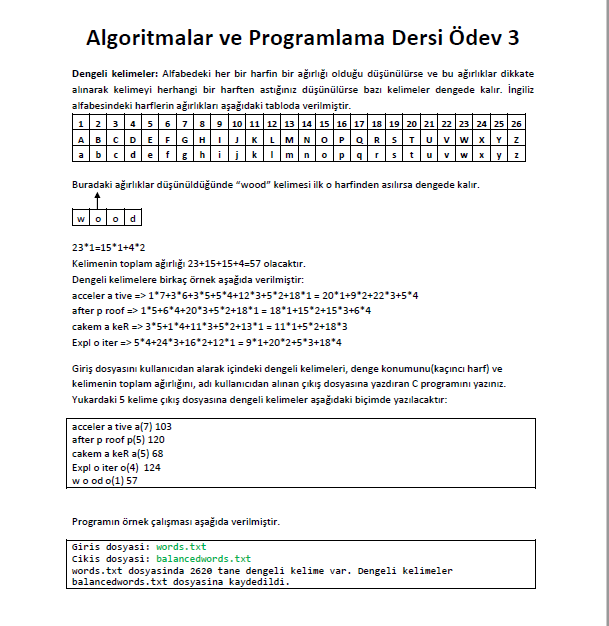 Algoritmalar ve Programlama Dersi Ödev 3
Dengeli kelimeler: Alfabedeki her bir harfin bir ağırlığı olduğu düşünülürse ve bu ağırlıklar dikkate
alınarak kelimeyi herhangi bir harften astığınız düşünülürse bazı kelimeler dengede kalır. İngiliz
alfabesindeki harflerin ağırlıkları aşağıdaki tabloda verilmiştir.
1 2 3 4 5 6 7 8 9 10 11 12 13 14 15 16 17 18 19 20 21 22 23 24 25 26
A B C D E F G H I J K L M N O P Q R S T U V W X Y Z
a b c d e f g h i j k l m n o p q r s t u v w x y z
Buradaki ağırlıklar düşünüldüğünde “wood” kelimesi ilk o harfinden asılırsa dengede kalır.
w o o d
23*1=15*1+4*2
Kelimenin toplam ağırlığı 23+15+15+4=57 olacaktır.
Dengeli kelimelere birkaç örnek aşağıda verilmiştir:
acceler a tive => 1*7+3*6+3*5+5*4+12*3+5*2+18*1 = 20*1+9*2+22*3+5*4
after p roof => 1*5+6*4+20*3+5*2+18*1 = 18*1+15*2+15*3+6*4
cakem a keR => 3*5+1*4+11*3+5*2+13*1 = 11*1+5*2+18*3
Expl o iter => 5*4+24*3+16*2+12*1 = 9*1+20*2+5*3+18*4
Giriş dosyasını kullanıcıdan alarak içindeki dengeli kelimeleri, denge konumunu(kaçıncı harf) ve
kelimenin toplam ağırlığını, adı kullanıcıdan alınan çıkış dosyasına yazdıran C programını yazınız.
Yukardaki 5 kelime çıkış dosyasına dengeli kelimeler aşağıdaki biçimde yazılacaktır:
acceler a tive a(7) 103
after p roof p(5) 120
cakem a keR a(5) 68
Expl o iter o(4) 124
w o od o(1) 57
Programın örnek çalışması aşağıda verilmiştir.
Giris dosyasi: words.txt
Cikis dosyasi: balancedwords.txt
words.txt dosyasinda 2620 tane dengeli kelime var. Dengeli kelimeler
balancedwords.txt dosyasina kaydedildi.